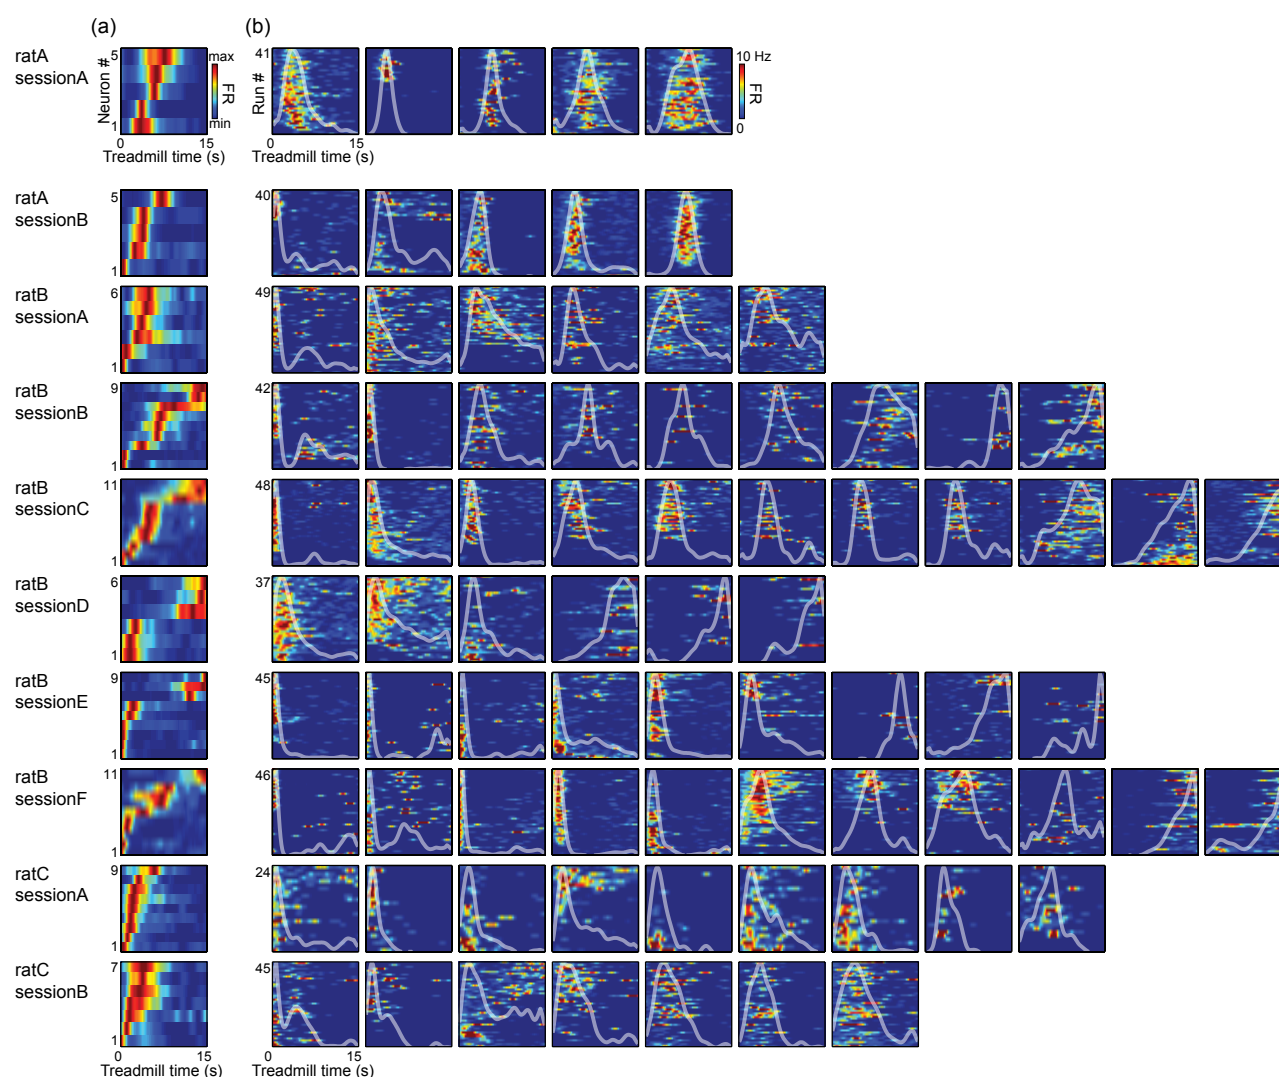 (a)
(b)
ratA
sessionA
Neuron #
5
1
max
FR
min
0
15
Treadmill time (s)
Run #
41
1
10 Hz
FR
0
0
15
Treadmill time (s)
ratA
sessionB
5
1
40
ratB
sessionA
6
1
49
ratB
sessionB
9
1
42
ratB
sessionC
11
1
48
ratB
sessionD
6
1
37
ratB
sessionE
9
1
45
ratB
sessionF
11
1
46
ratC
sessionA
9
1
24
ratC
sessionB
7
1
45
0
15
Treadmill time (s)
0
15
Treadmill time (s)